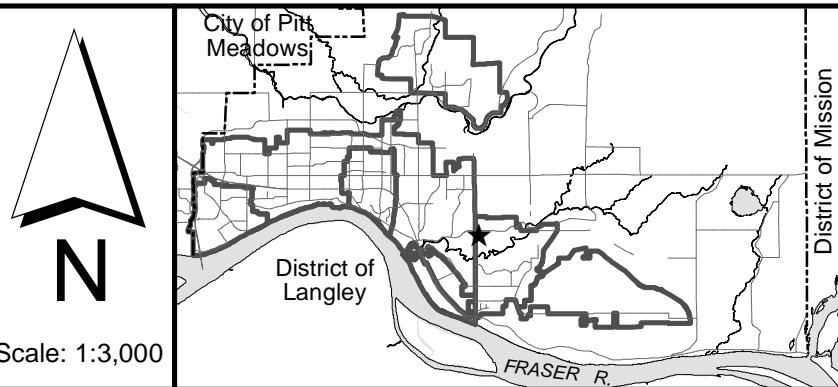 City of Pitt
Meadows
District of Mission
District of
Langley
N
Scale: 1:3,000
FRASER R.